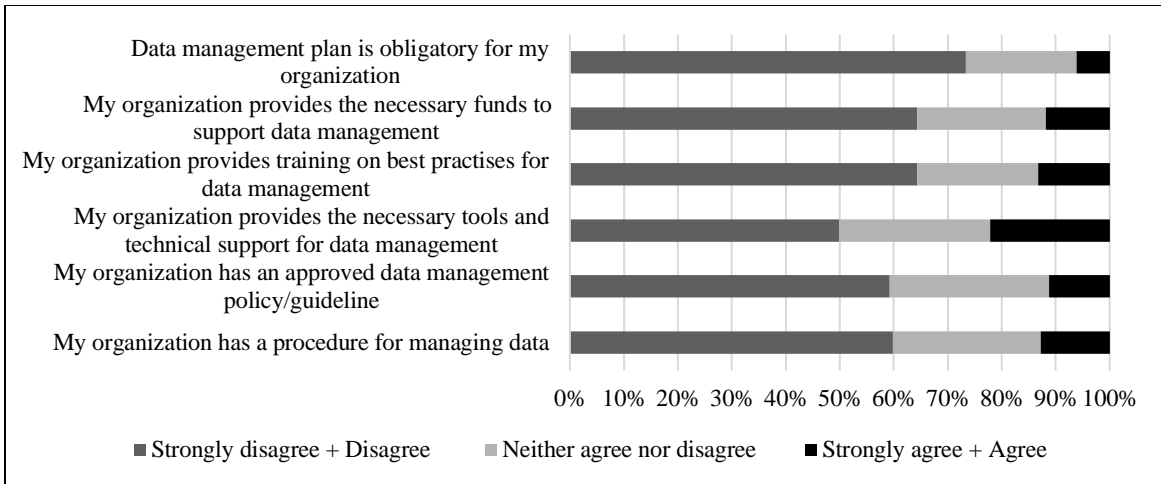 Data management plan is obligatory for my
organization
My organization provides the necessary funds to
support data management
My organization provides training on best practises for
data management
My organization provides the necessary tools and
technical support for data management
My organization has an approved data management
policy/guideline
My organization has a procedure for managing data
0% 10% 20% 30% 40% 50% 60% 70% 80% 90% 100%
Strongly disagree + Disagree Neither agree nor disagree Strongly agree + Agree